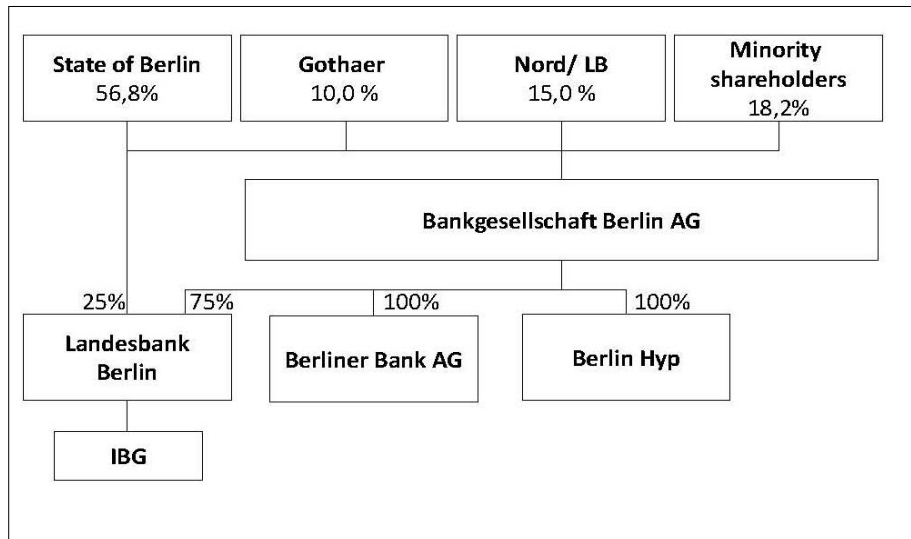 State of Berlin
56,8%
Gothaer
10,0 %
Nord/ LB
15,0 %
Minority
shareholders
18,2%
Bankgesellschaft Berlin AG
25%
75%
100%
100%
Landesbank
Berlin
Berliner Bank AG
Berlin Hyp
IBG